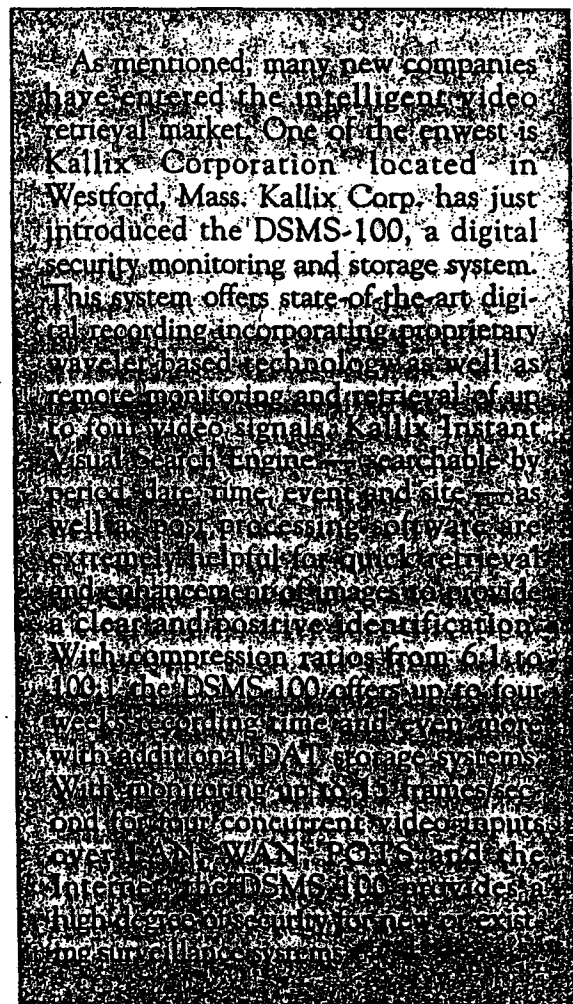 As mentioned, many new companies
have entered the intelligent video
retrieval market. One of the enwest is
Kallix Corporation located in
Westford, Mass. Kallix Corp. has just
introduced the DSMS-100, a digital
security monitoring and storage system.
This system offers state-of-the-art digi-
tal recording incorporating proprietary
wavelet based technology as well as
remote monitoring and retrieval of up
to four video signals. Kallix Instant
Visual Search Engine — searchable by
period, date, time, event and site — as
well as post processing software are
extremely helpful for quick retrieval
and enhancement of images to provide
a clear and positive identification.
With compression ratios from 6:1 to
100:1 the DSMS-100 offers up to four
weeks recording time and even more
with additional DAT storage systems.
With monitoring up to 15 frames/sec-
ond for four concurrent video inputs
over LAN, WAN, POTS and the
Internet, the DSMS-100 provides a
high degree of security for new or exist-
ing surveillance systems.